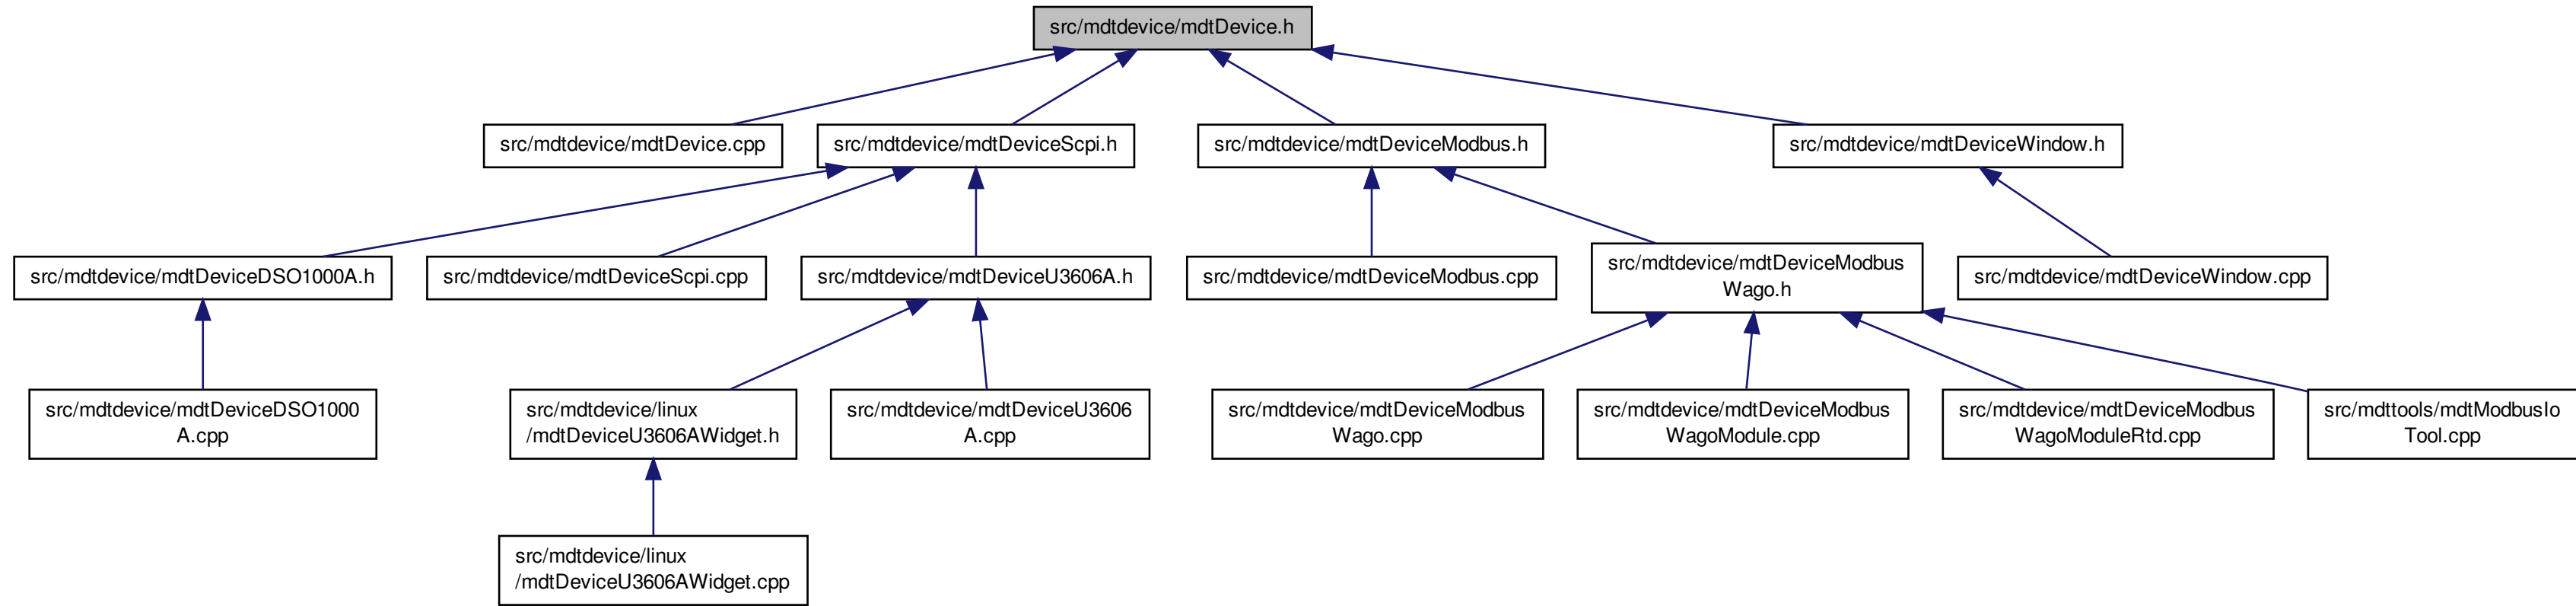 src/mdtdevice/mdtDevice.h
src/mdtdevice/mdtDevice.cpp
src/mdtdevice/mdtDeviceScpi.h
src/mdtdevice/mdtDeviceModbus.h
src/mdtdevice/mdtDeviceWindow.h
src/mdtdevice/mdtDeviceDSO1000A.h
src/mdtdevice/mdtDeviceScpi.cpp
src/mdtdevice/mdtDeviceU3606A.h
src/mdtdevice/mdtDeviceModbus.cpp
src/mdtdevice/mdtDeviceModbus
Wago.h
src/mdtdevice/mdtDeviceWindow.cpp
src/mdtdevice/mdtDeviceDSO1000
A.cpp
src/mdtdevice/linux
/mdtDeviceU3606AWidget.h
src/mdtdevice/mdtDeviceU3606
A.cpp
src/mdtdevice/mdtDeviceModbus
Wago.cpp
src/mdtdevice/mdtDeviceModbus
WagoModule.cpp
src/mdtdevice/mdtDeviceModbus
WagoModuleRtd.cpp
src/mdttools/mdtModbusIo
Tool.cpp
src/mdtdevice/linux
/mdtDeviceU3606AWidget.cpp